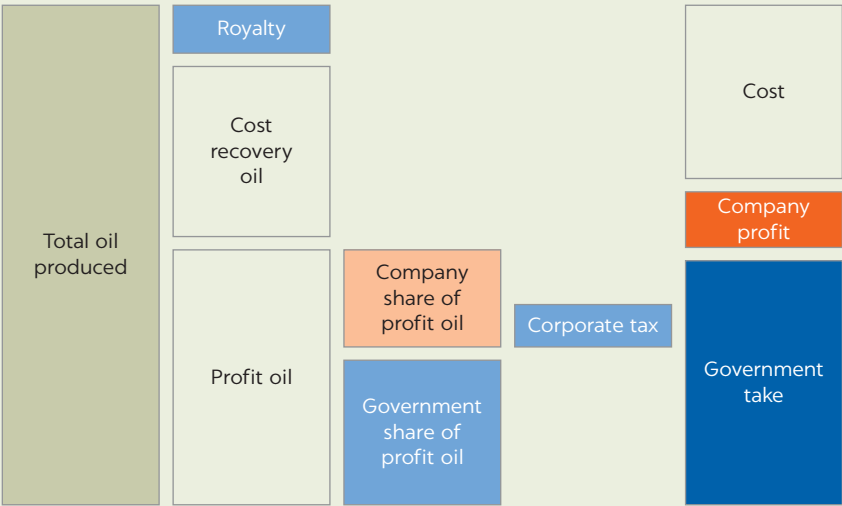 Total oil
produced
Royalty
Cost
recovery
oil
Profit oil
Company
share of
profit oil
Government
share of
profit oil
Corporate tax
Cost
Company
profit
Government
take